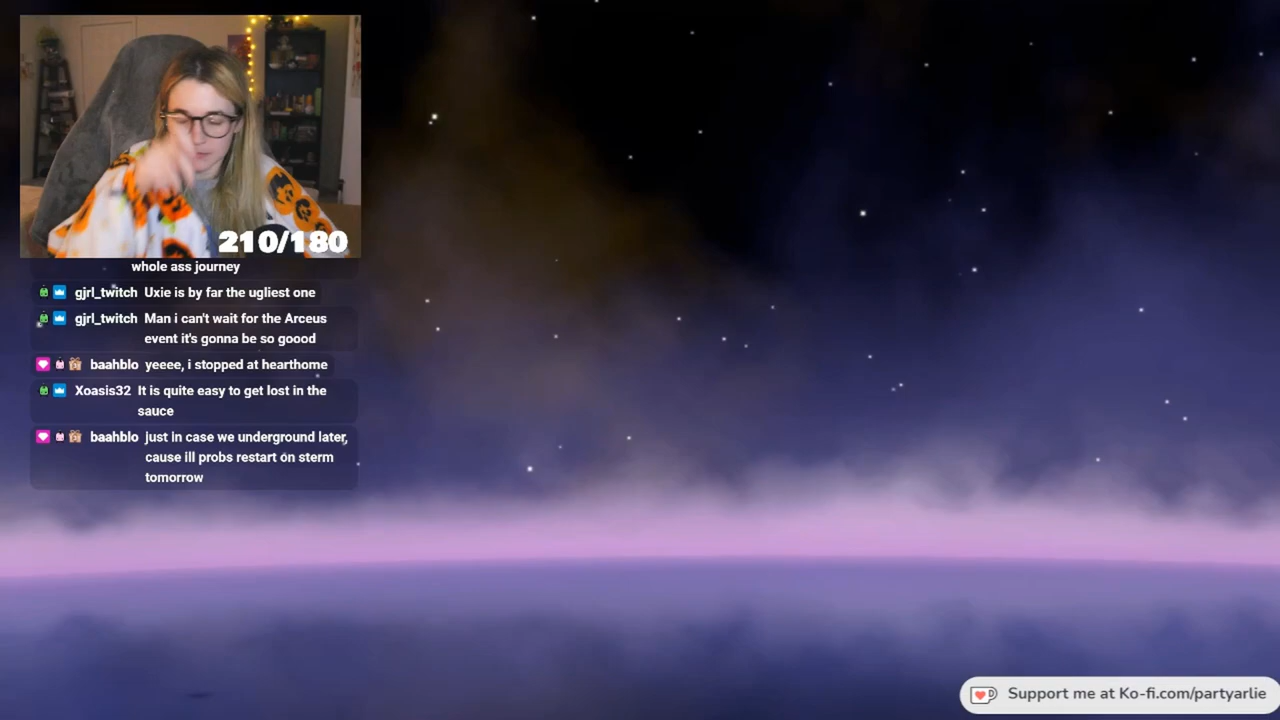 210/180
whole ass journey
gjrl_twitch Uxie is by far the ugliest one
gjrl_twitch Man i can't wait for the Arceus
event it's gonna be so goood
baahblo yeeee, i stopped at hearthome
Xoasis32 It is quite easy to get lost in the
sauce
baahblo just in case we underground later,
cause ill probs restart on sterm
tomorrow
Support me at Ko-fi.com/partyarlie